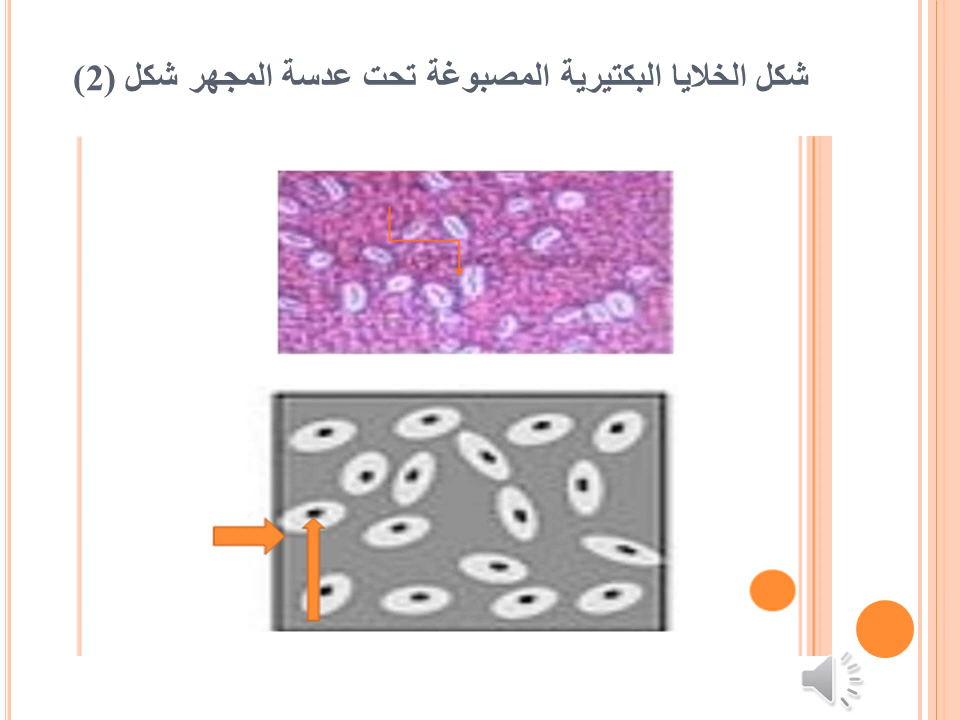 شكل الخلايا البكتيرية المصبوغة تحت عدسة المجهر شكل (2)